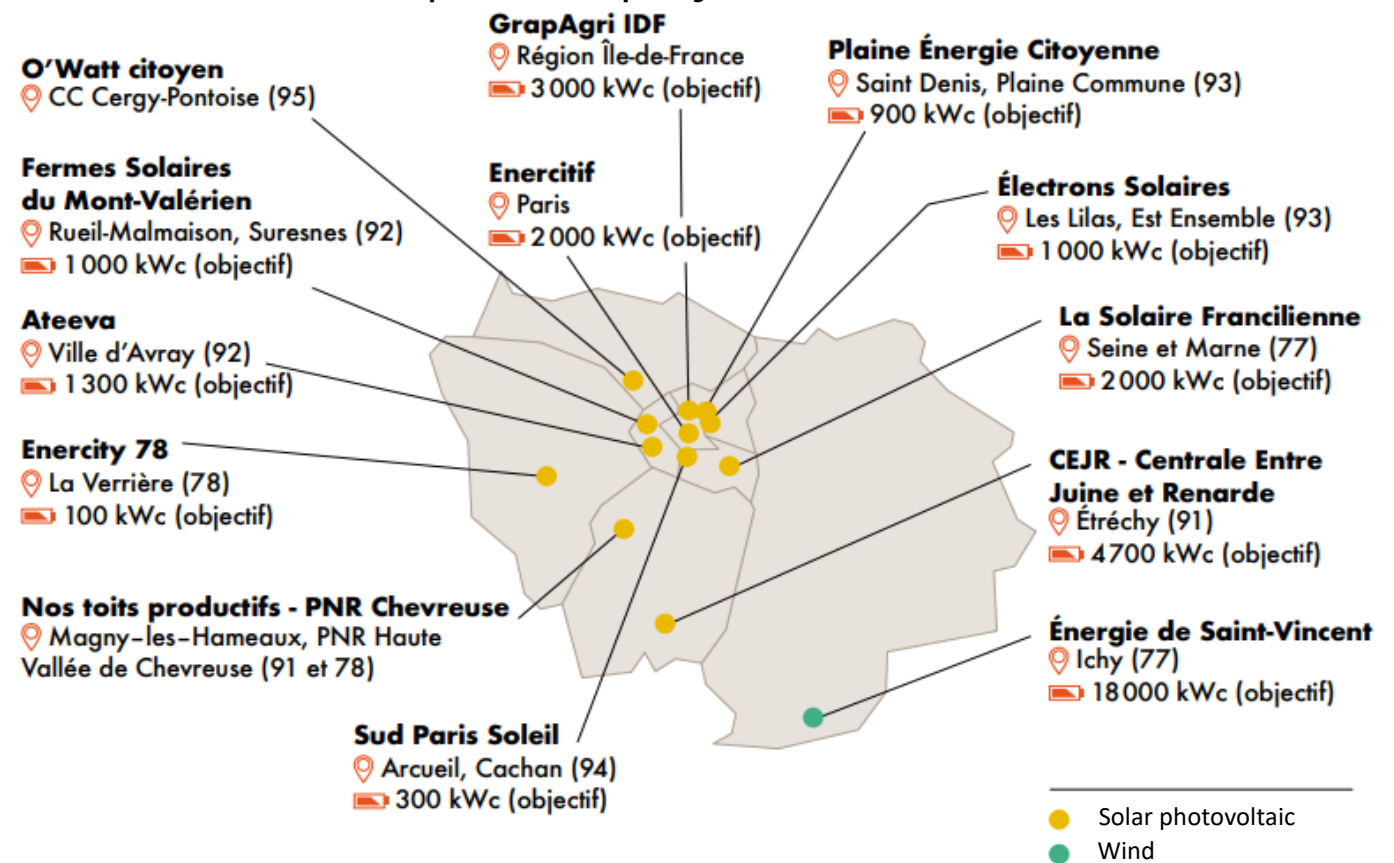 GrapAgri IDF
Région Île-de-France
3 000 kWc (objectif)
Plaine Énergie Citoyenne
Saint Denis, Plaine Commune (93)
900 kWc (objectif)
O'Watt citoyen
CC Cergy-Pontoise (95)
Fermes Solaires
du Mont-Valérien
Rueil-Malmaison, Suresnes (92)
1 000 kWc (objectif)
Enercitif
Paris
2 000 kWc (objectif)
Électrons Solaires
Les Lilas, Est Ensemble (93)
1 000 kWc (objectif)
Ateeva
Ville d'Avray (92)
1 300 kWc (objectif)
La Solaire Francilienne
Seine et Marne (77)
2 000 kWc (objectif)
Enercity 78
La Verrière (78)
100 kWc (objectif)
CEJR - Centrale Entre
Juine et Renarde
Étréchy (91)
4 700 kWc (objectif)
Nos toits productifs - PNR Chevreuse
Magny-les-Hameaux, PNR Haute
Vallée de Chevreuse (91 et 78)
Énergie de Saint-Vincent
Ichy (77)
18 000 kWc (objectif)
Sud Paris Soleil
Arcueil, Cachan (94)
300 kWc (objectif)
Solar photovoltaic
Wind